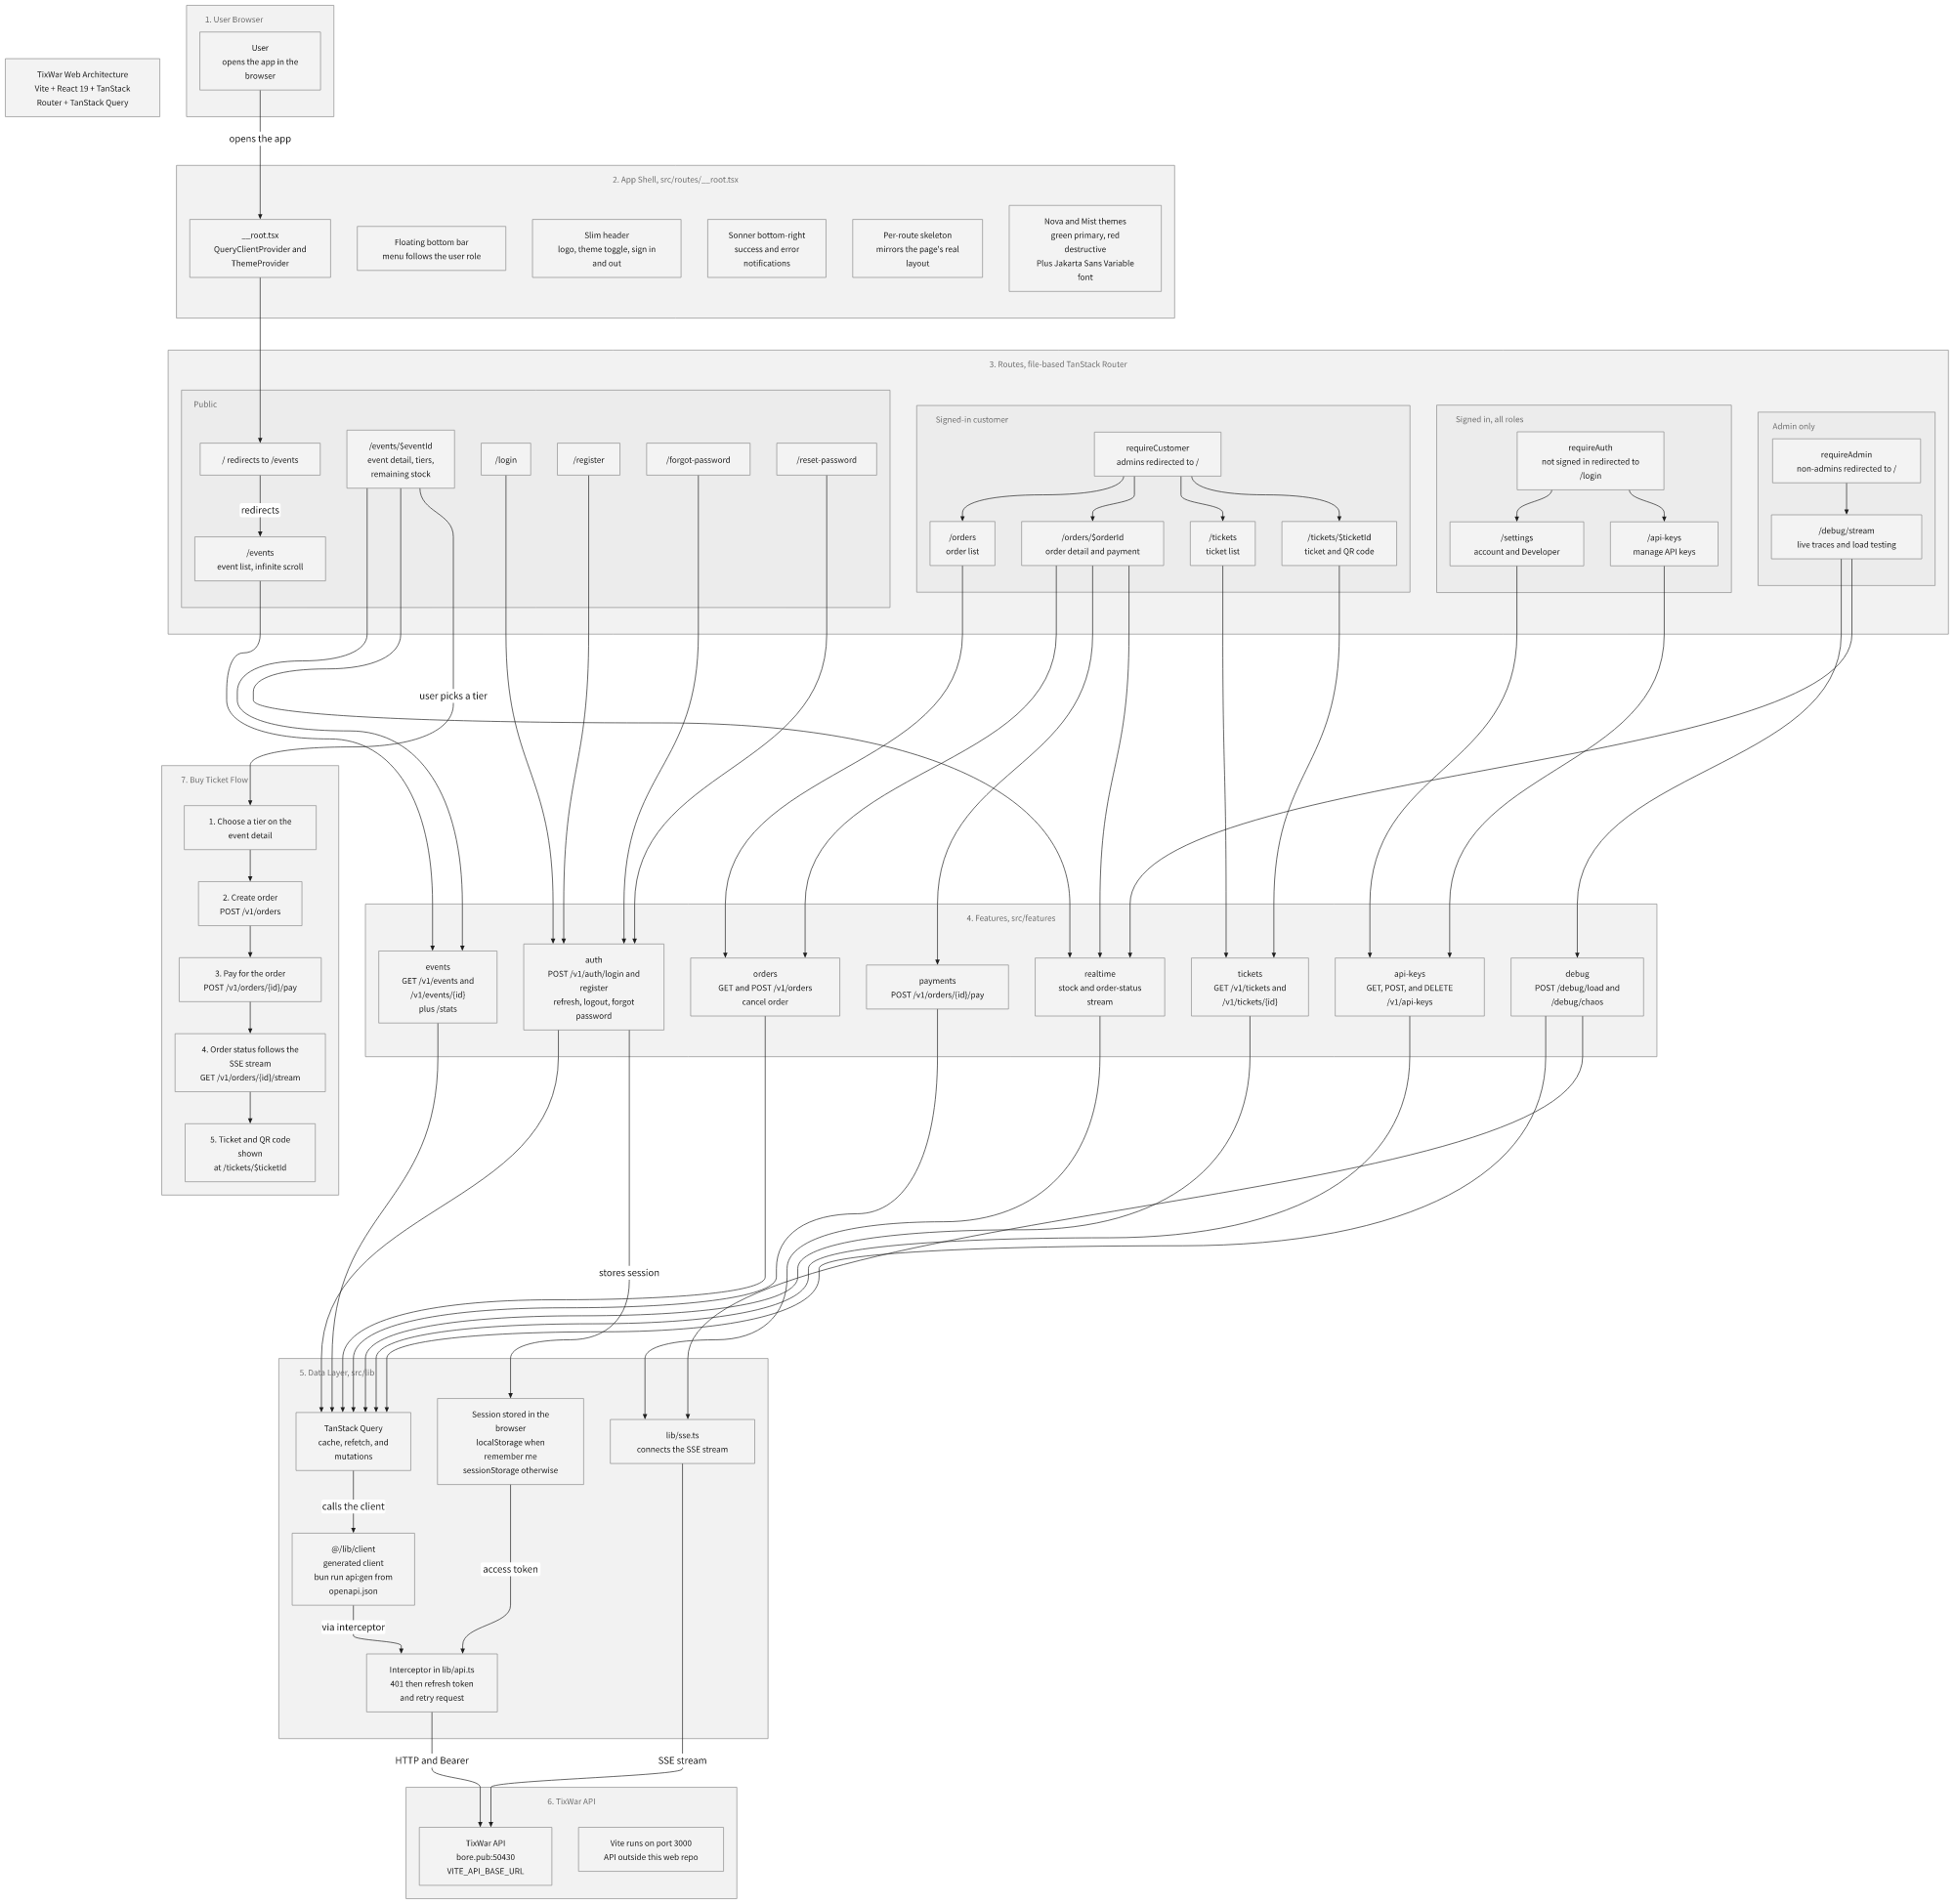 1. User Browser
User
opens the app in the
browser
TixWar Web Architecture
Vite + React 19 + TanStack
Router + TanStack Query
opens the app
2. App Shell, src/routes/__root.tsx
__root.tsx
QueryClientProvider and
ThemeProvider
Floating bottom bar
menu follows the user role
Slim header
logo, theme toggle, sign in
and out
Sonner bottom-right
success and error
notifications
Per-route skeleton
mirrors the page's real
layout
Nova and Mist themes
green primary, red
destructive
Plus Jakarta Sans Variable
font
3. Routes, file-based TanStack Router
Public
/ redirects to /events
/events/$eventId
event detail, tiers,
remaining stock
/login
/register
/forgot-password
/reset-password
redirects
/events
event list, infinite scroll
Signed-in customer
requireCustomer
admins redirected to /
/orders
order list
/orders/$orderId
order detail and payment
/tickets
ticket list
/tickets/$ticketId
ticket and QR code
Signed in, all roles
requireAuth
not signed in redirected to
/login
/settings
account and Developer
/api-keys
manage API keys
Admin only
requireAdmin
non-admins redirected to /
/debug/stream
live traces and load testing
user picks a tier
7. Buy Ticket Flow
1. Choose a tier on the
event detail
2. Create order
POST /v1/orders
3. Pay for the order
POST /v1/orders/{id}/pay
4. Order status follows the
SSE stream
GET /v1/orders/{id}/stream
5. Ticket and QR code
shown
at /tickets/$ticketId
4. Features, src/features
events
GET /v1/events and
/v1/events/{id}
plus /stats
auth
POST /v1/auth/login and
register
refresh, logout, forgot
password
orders
GET and POST /v1/orders
cancel order
payments
POST /v1/orders/{id}/pay
realtime
stock and order-status
stream
tickets
GET /v1/tickets and
/v1/tickets/{id}
api-keys
GET, POST, and DELETE
/v1/api-keys
debug
POST /debug/load and
/debug/chaos
stores session
5. Data Layer, src/lib
TanStack Query
cache, refetch, and
mutations
Session stored in the
browser
localStorage when
remember me
sessionStorage otherwise
lib/sse.ts
connects the SSE stream
calls the client
@/lib/client
generated client
bun run api:gen from
openapi.json
access token
via interceptor
Interceptor in lib/api.ts
401 then refresh token
and retry request
HTTP and Bearer
SSE stream
6. TixWar API
TixWar API
bore.pub:50430
VITE_API_BASE_URL
Vite runs on port 3000
API outside this web repo